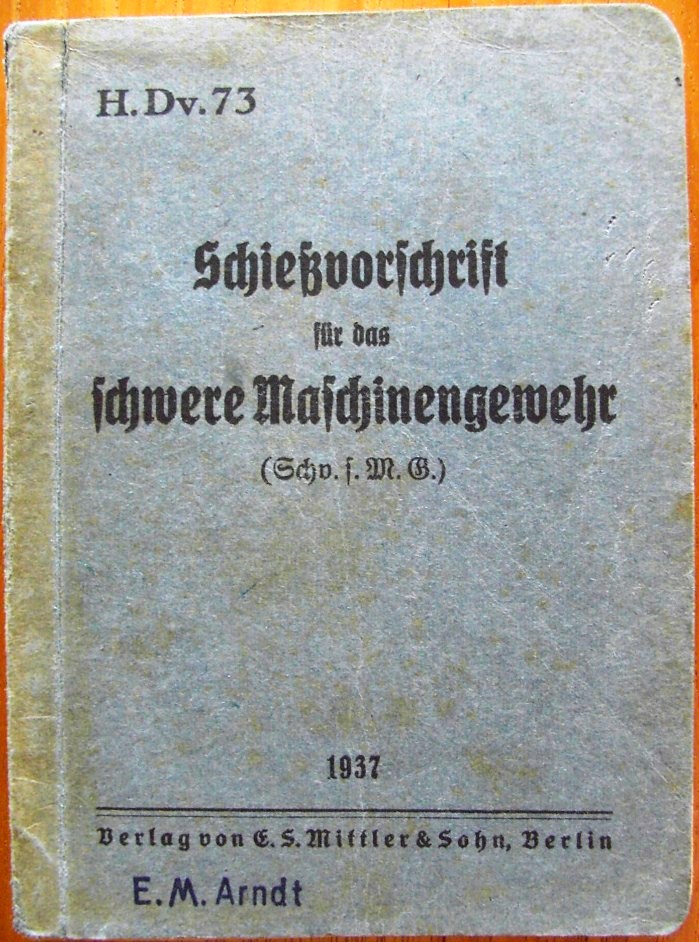 H.Dv.73
Schießvorschrift
für das
schwere Maschinengewehr
(Schv. s. M. G.)
1937
Verlag von E. S. Mittler & Sohn, Berlin
E.M. Arndt